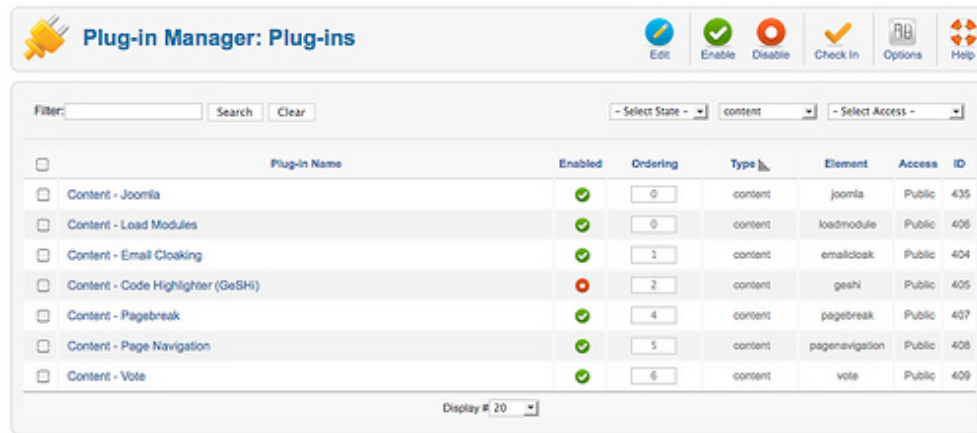 Plug-in Manager: Plug-ins
Edit Enable Disable Check In Options Help
Filter: Search Clear - Select State - content - Select Access -
Plug-in Name Enabled Ordering Type Element Access ID
Content - Joomla 0 content joomla Public 435
Content - Load Modules 0 content loadmodule Public 406
Content - Email Cloaking 1 content emailcloak Public 404
Content - Code Highlighter (GeSHi) 2 content geshi Public 405
Content - Pagebreak 4 content pagebreak Public 407
Content - Page Navigation 5 content pagenavigation Public 408
Content - Vote 6 content vote Public 409
Display # 20